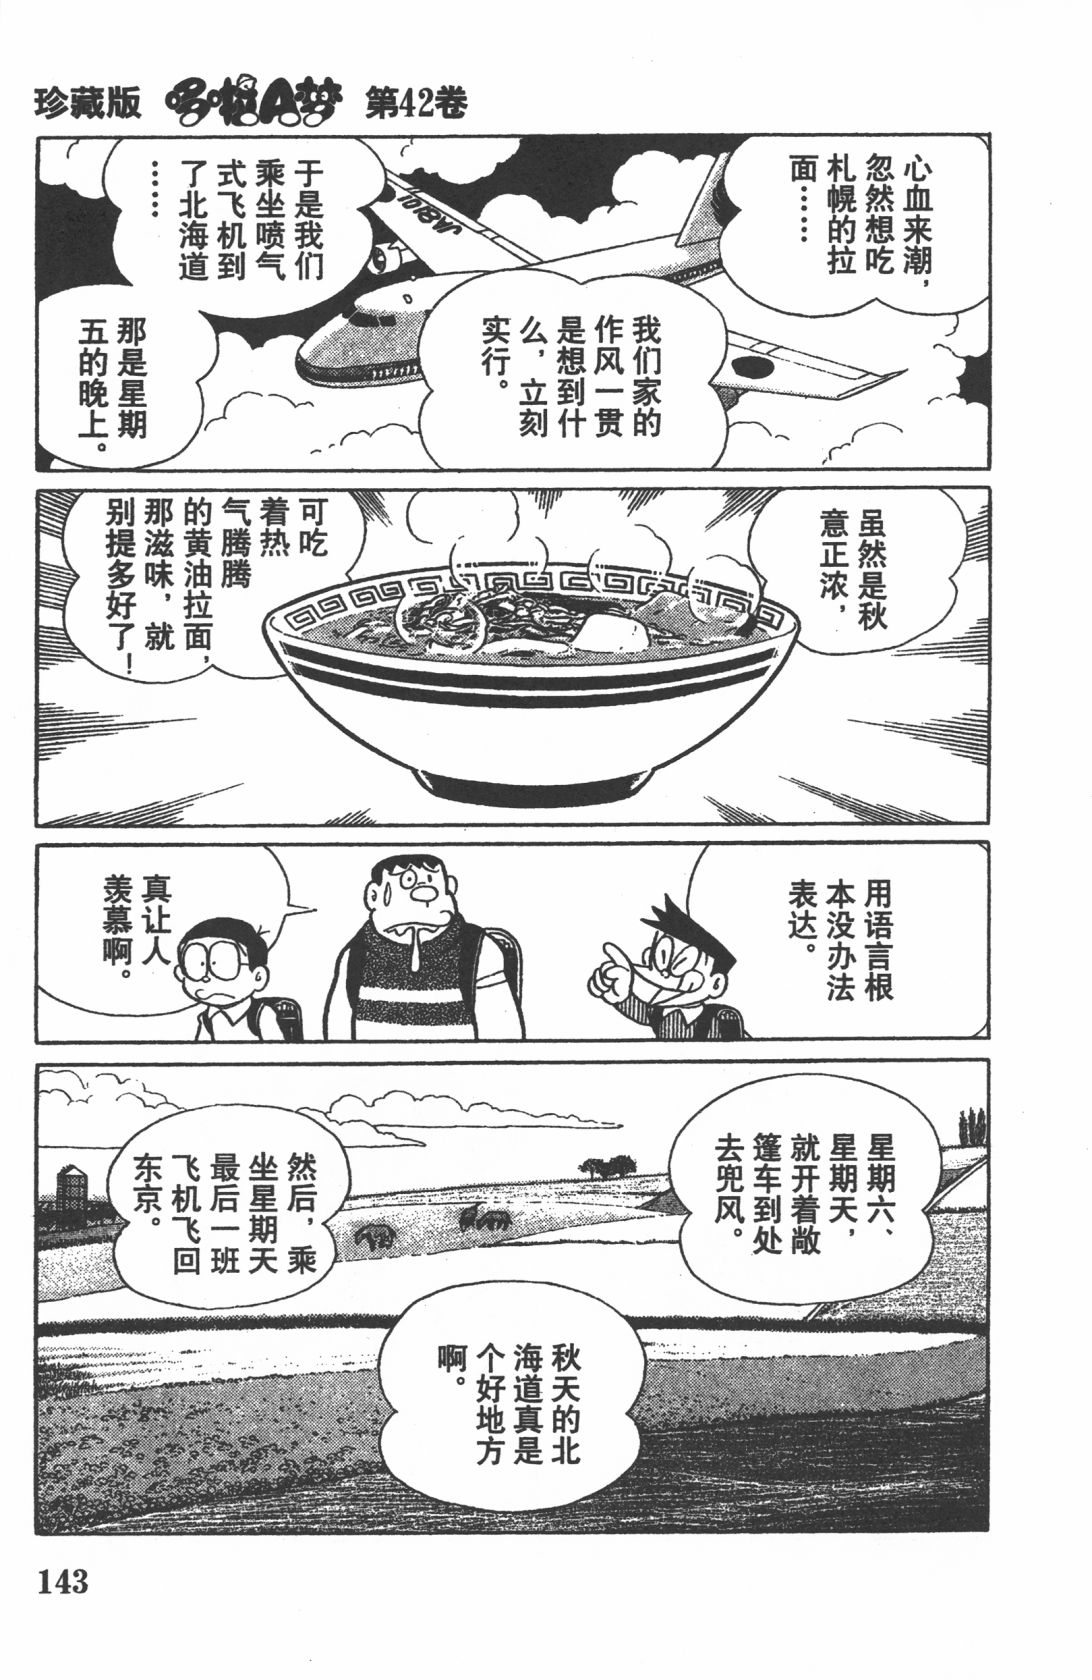 珍藏版 哆啦A梦 第42卷
心血来潮，
忽然想吃
札幌的拉
面……
我们家的
作风一贯
是想到什
么，立刻
实行。
于是我们
乘坐喷气
式飞机到
了北海道
……
那是星期
五的晚上。
JA8101
虽然是秋
意正浓，
可吃
着热
气腾腾
的黄油拉面，
那滋味，就
别提多好了！
用语言根
本没办法
表达。
真让人
羡慕啊。
星期六、
星期天，
就开着敞
篷车到处
去兜风。
秋天的北
海道真是
个好地方
啊。
然后，乘
坐星期天
最后一班
飞机飞回
东京。
143